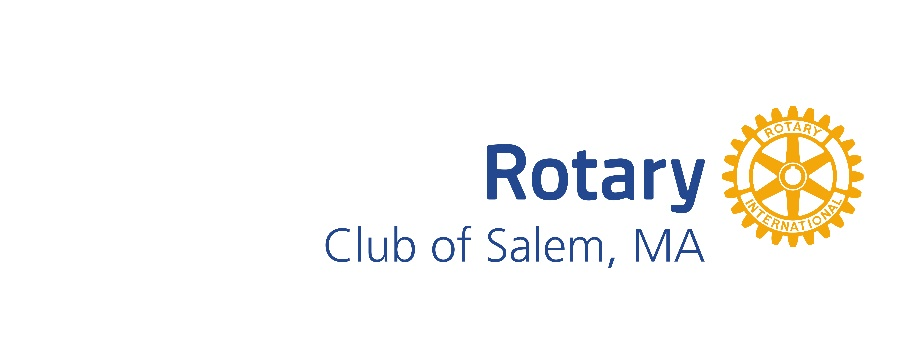 Rotary
Club of Salem, MA
ROTARY
INTERNATIONAL